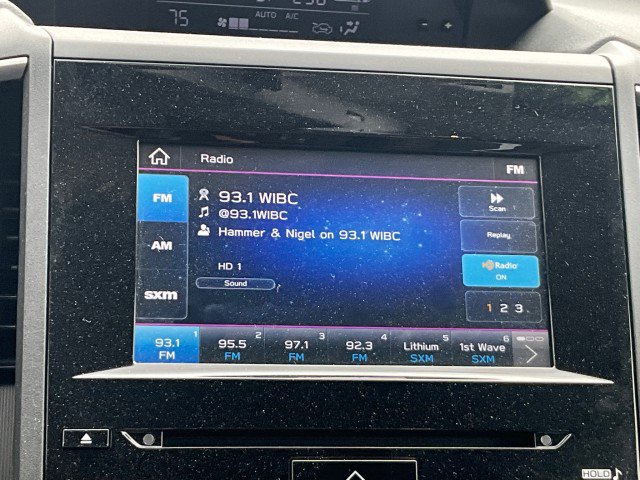 75
AUTO A/C
- +
Radio
FM
FM
93.1 WIBC
@93.1WIBC
Hammer & Nigel on 93.1 WIBC
AM
HD 1
Sound
sxm
Scan
Replay
Radio
ON
1 2 3
1 2 3 4 5 6
93.1 95.5 97.1 92.3 Lithium 1st Wave
FM FM FM FM SXM SXM
HOLD